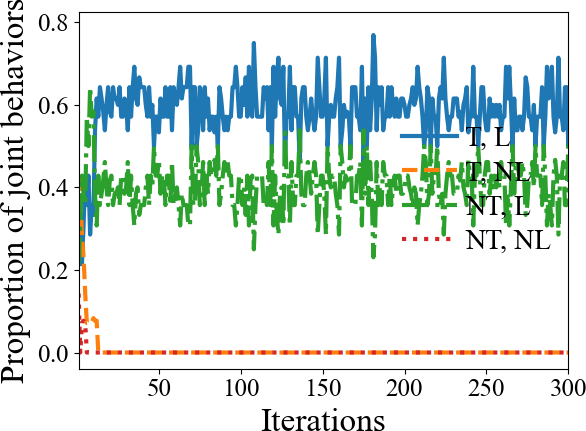 Proportion of joint behaviors
0.8
0.6
0.4
0.2
0.0
T, L
T, NL
NT, L
NT, NL
50
100
150
200
250
300
Iterations